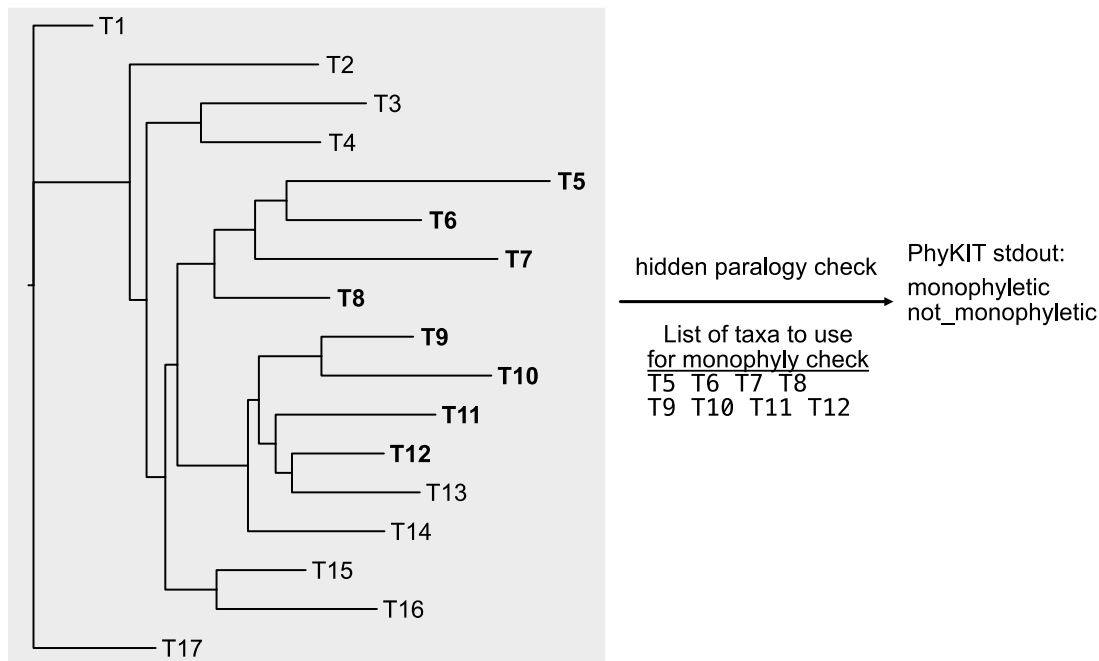 T1
T2
T3
T4
T5
T6
T7
T8
T9
T10
T11
T12
T13
T14
T15
T16
T17
hidden paralogy check
List of taxa to use
for monophyly check
T5 T6 T7 T8
T9 T10 T11 T12
PhyKIT stdout:
monophyletic
not_monophyletic